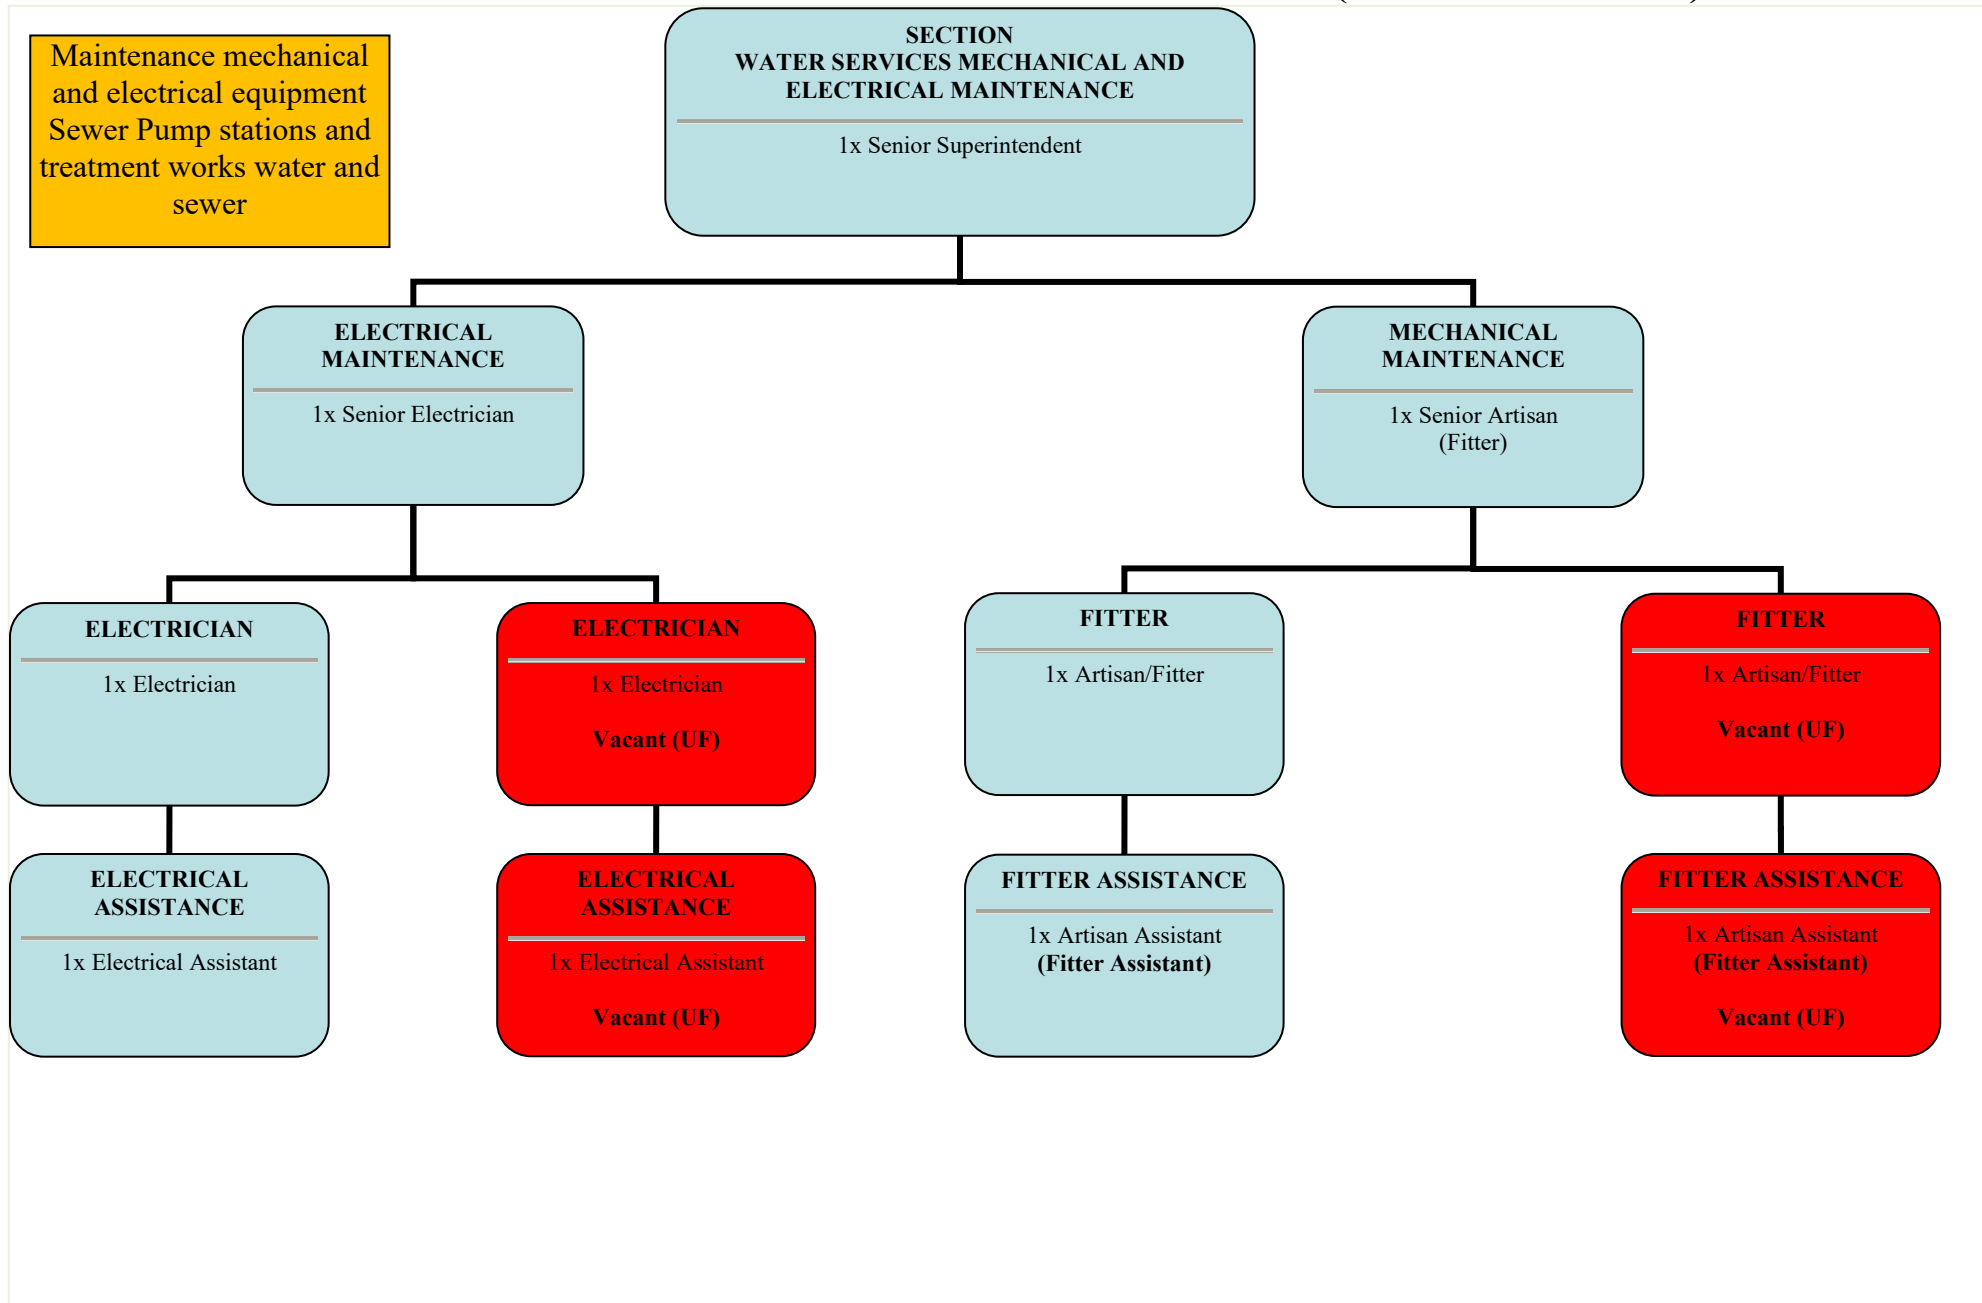 Maintenance mechanical
and electrical equipment
Sewer Pump stations and
treatment works water and
sewer
SECTION
WATER SERVICES MECHANICAL AND
ELECTRICAL MAINTENANCE
1x Senior Superintendent
ELECTRICAL
MAINTENANCE
1x Senior Electrician
MECHANICAL
MAINTENANCE
1x Senior Artisan
(Fitter)
ELECTRICIAN
1x Electrician
ELECTRICIAN
1x Electrician
Vacant (UF)
FITTER
1x Artisan/Fitter
FITTER
1x Artisan/Fitter
Vacant (UF)
ELECTRICAL
ASSISTANCE
1x Electrical Assistant
ELECTRICAL
ASSISTANCE
1x Electrical Assistant
Vacant (UF)
FITTER ASSISTANCE
1x Artisan Assistant
(Fitter Assistant)
FITTER ASSISTANCE
1x Artisan Assistant
(Fitter Assistant)
Vacant (UF)